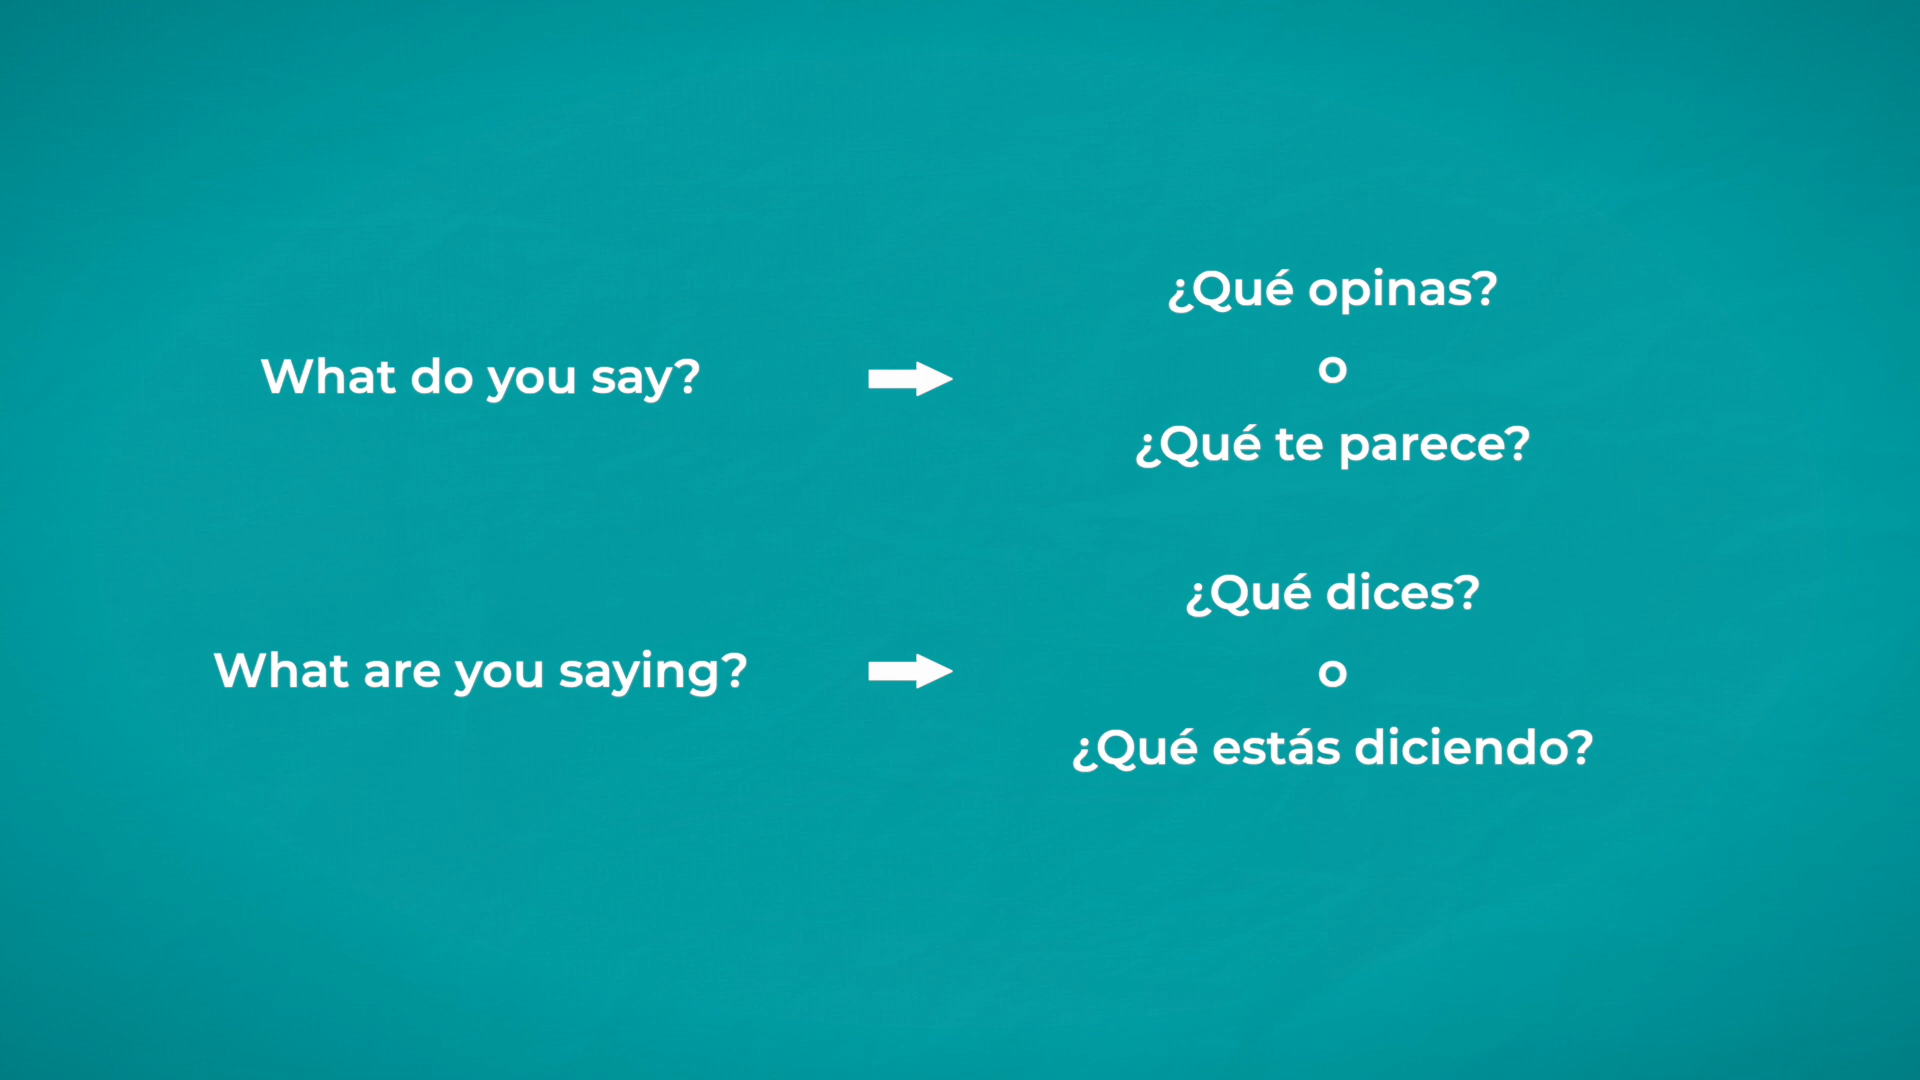 What do you say?
¿Qué opinas?
o
¿Qué te parece?
What are you saying?
¿Qué dices?
o
¿Qué estás diciendo?